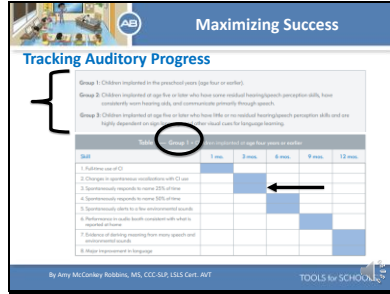 AB
Maximizing Success
Tracking Auditory Progress
Group 1: Children implanted in the preschool years (age four or earlier).
Group 2: Children implanted at age five or later who have some residual hearing/speech perception skills, have
consistently worn hearing aids, and communicate primarily through speech.
Group 3: Children implanted at age five or later who have little or no residual hearing/speech perception skills and are
highly dependent on sign language and other visual cues for language learning.
Group 1 - Children implanted at age four years or earlier
Skill 1 mo. 3 mos. 6 mos. 9 mos. 12 mos.
1. Full-time use of CI
2. Changes in spontaneous vocalizations with CI use
3. Spontaneously responds to name 25% of time
4. Spontaneously responds to name 50% of time
5. Spontaneously alerts to a few environmental sounds
6. Performance in audio booth consistent with what is
reported at home
7. Evidence of deriving meaning from many speech and
environmental sounds
8. Major improvement in language
By Amy McConkey Robbins, MS, CCC-SLP, LSLS Cert. AVT
TOOLS for SCHOOLS